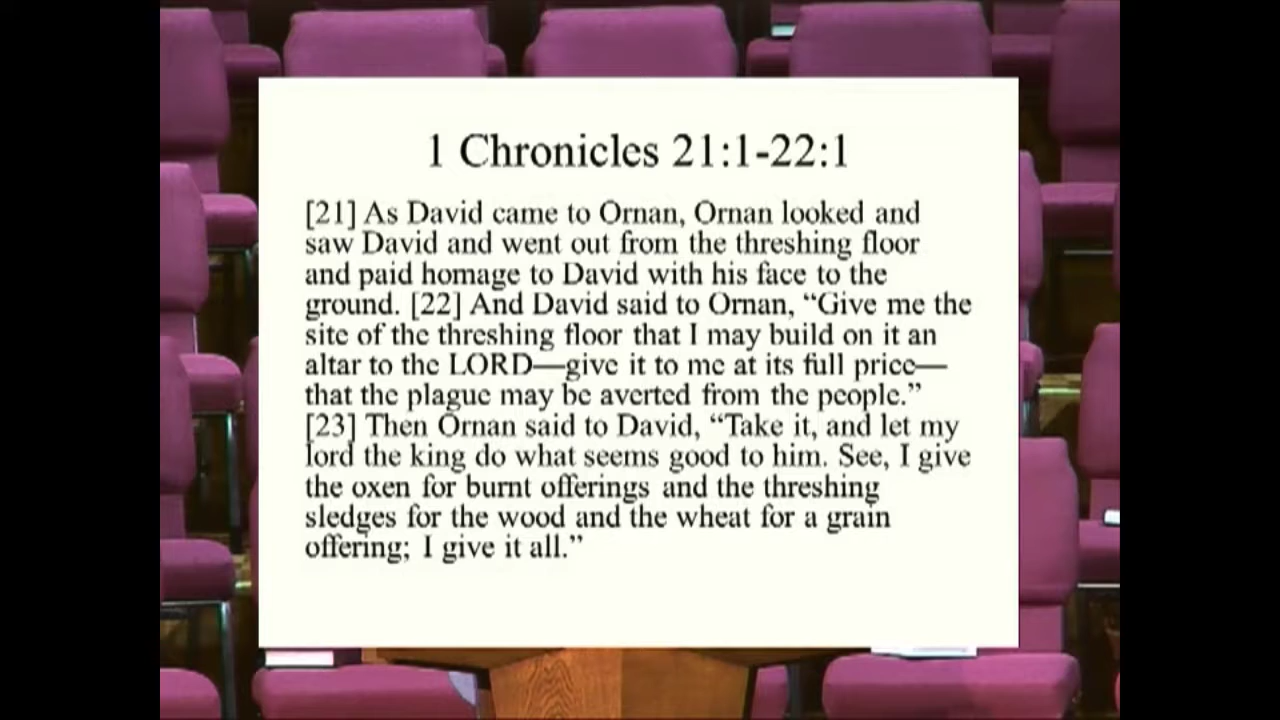 1 Chronicles 21:1-22:1
[21] As David came to Ornan, Ornan looked and
saw David and went out from the threshing floor
and paid homage to David with his face to the
ground. [22] And David said to Ornan, “Give me the
site of the threshing floor that I may build on it an
altar to the LORD—give it to me at its full price—
that the plague may be averted from the people.”
[23] Then Ornan said to David, “Take it, and let my
lord the king do what seems good to him. See, I give
the oxen for burnt offerings and the threshing
sledges for the wood and the wheat for a grain
offering; I give it all.”